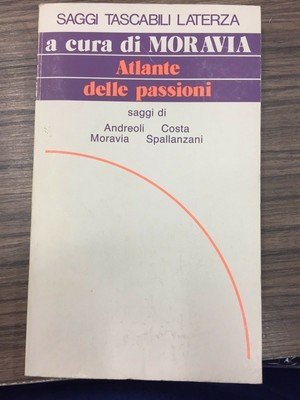 SAGGI TASCABILI LATERZA
a cura di MORAVIA
Atlante
delle passioni
saggi di
Andreoli Costa
Moravia Spallanzani